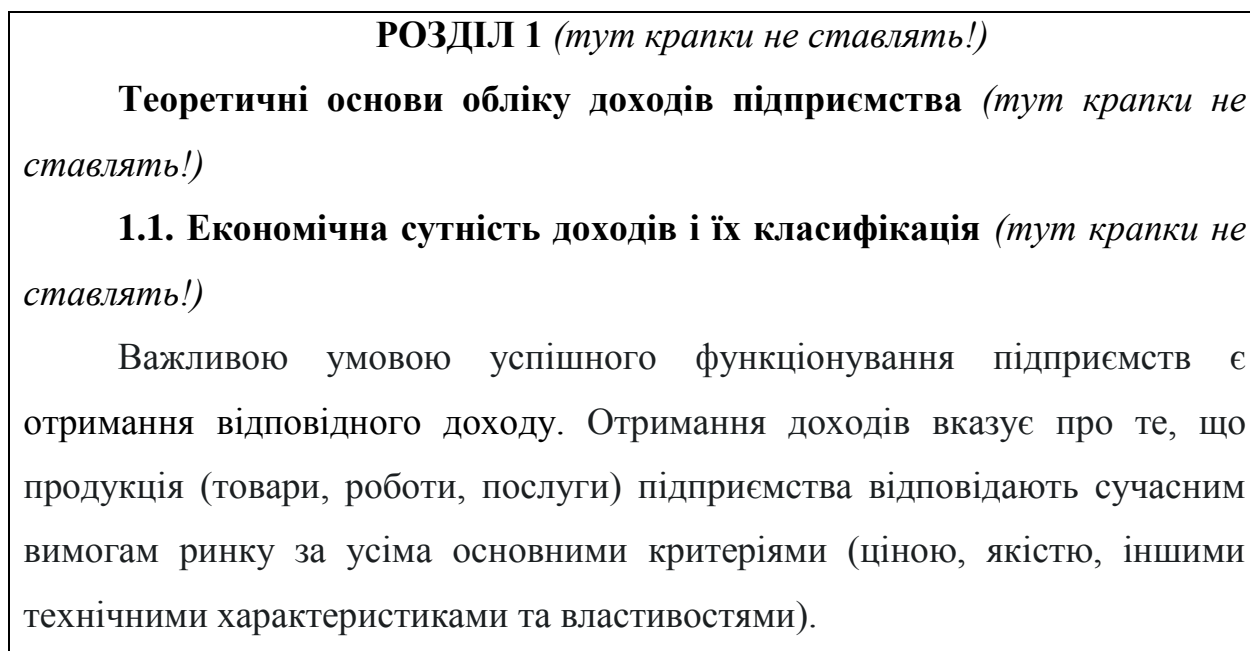 РОЗДІЛ 1 (тут крапки не ставлять!)
Теоретичні основи обліку доходів підприємства (тут крапки не
ставлять!)
1.1. Економічна сутність доходів і їх класифікація (тут крапки не
ставлять!)
Важливою умовою успішного функціонування підприємств є
отримання відповідного доходу. Отримання доходів вказує про те, що
продукція (товари, роботи, послуги) підприємства відповідають сучасним
вимогам ринку за усіма основними критеріями (ціною, якістю, іншими
технічними характеристиками та властивостями).